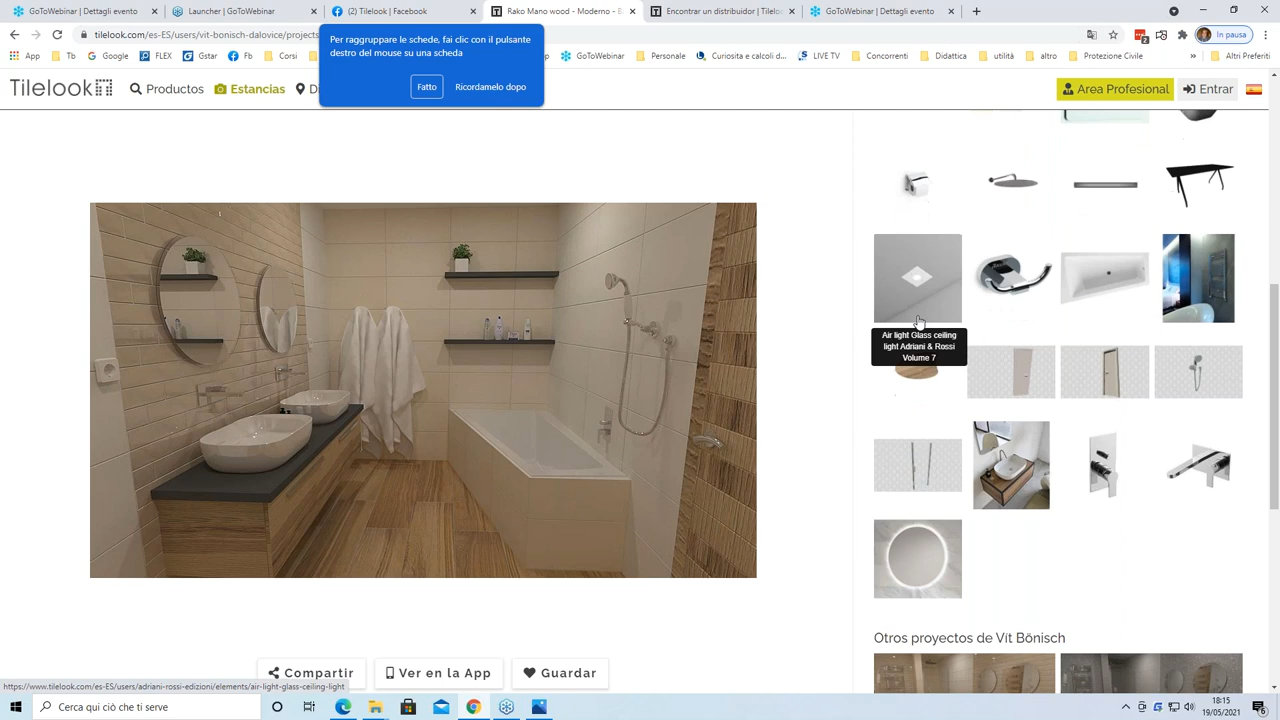 GoToWebinar | Dettagli evento
Launcher | GoToWebinar
(2) Tilelook | Facebook
Rako Mano wood - Moderno - B
Encontrar un distribuidor | Tilelo
GoToWebinar | Dettagli evento
tilelook.com/es-ES/users/vit-bonisch-dalovice/projects
In pausa
App
Tb
Google
FLEX
Gstar
Corsi
Fb
GoToWebinar
Personale
Curiosita e calcoli d...
LIVE TV
Concorrenti
Didattica
utilità
altro
Protezione Civile
»
Altri Preferiti
Per raggruppare le schede, fai clic con il pulsante
destro del mouse su una scheda
Fatto
Ricordamelo dopo
Tilelook
Productos
Estancias
Di
Area Profesional
Entrar
Air light Glass ceiling
light Adriani & Rossi
Volume 7
Otros proyectos de Vít Bönisch
Compartir
Ver en la App
Guardar
https://www.tilelook.com/es-ES/users/adriani-rossi-edizioni/elements/air-light-glass-ceiling-light
Cerca qui ciò che ti serve
18:15
19/05/2021
6